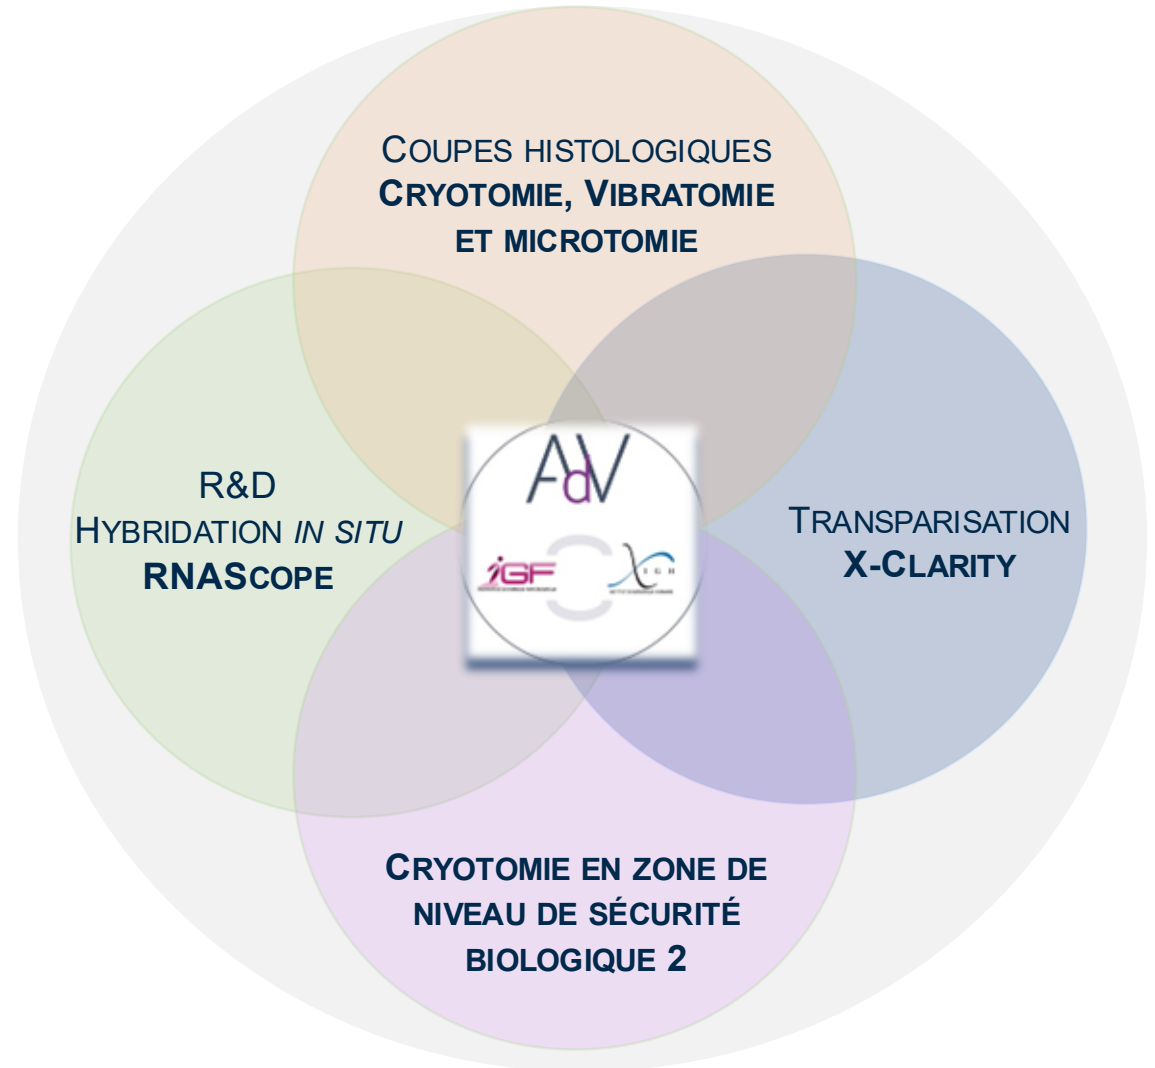 COUPES HISTOLOGIQUES
CRYOTOMIE, VIBRATOMIE
ET MICROTOMIE
R&D
HYBRIDATION IN SITU
RNASCOPE
AdV
iGF
IGH
TRANSPARISATION
X-CLARITY
CRYOTOMIE EN ZONE DE
NIVEAU DE SÉCURITÉ
BIOLOGIQUE 2